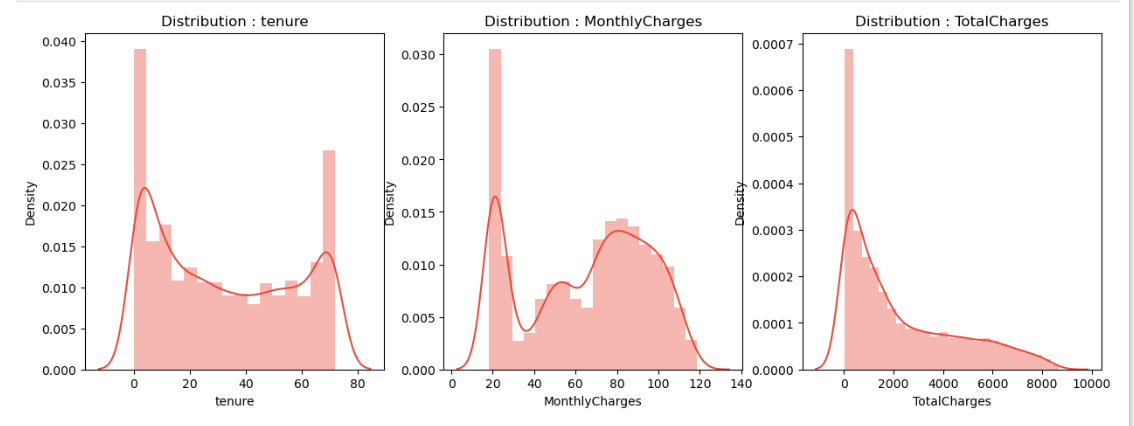 Distribution : tenure
0.040
0.035
0.030
0.025
0.020
0.015
0.010
0.005
0.000
Density
0 20 40 60 80
tenure
Distribution : MonthlyCharges
0.030
0.025
0.020
0.015
0.010
0.005
0.000
Density
0 20 40 60 80 100 120 140
MonthlyCharges
Distribution : TotalCharges
0.0007
0.0006
0.0005
0.0004
0.0003
0.0002
0.0001
0.0000
Density
0 2000 4000 6000 8000 10000
TotalCharges